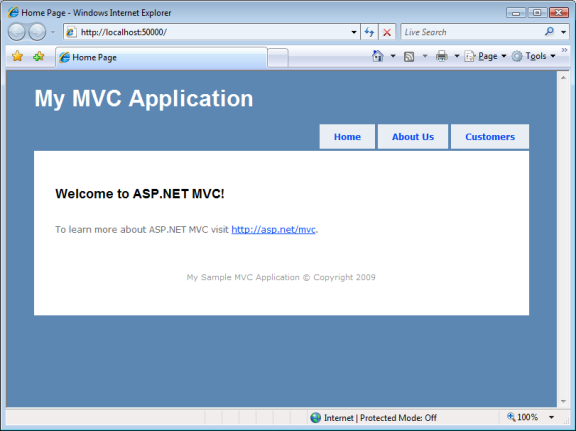 Home Page - Windows Internet Explorer
http://localhost:50000/
Live Search
Home Page
Page
Tools
»
My MVC Application
Home
About Us
Customers
Welcome to ASP.NET MVC!
To learn more about ASP.NET MVC visit http://asp.net/mvc.
My Sample MVC Application © Copyright 2009
Internet | Protected Mode: Off
100%